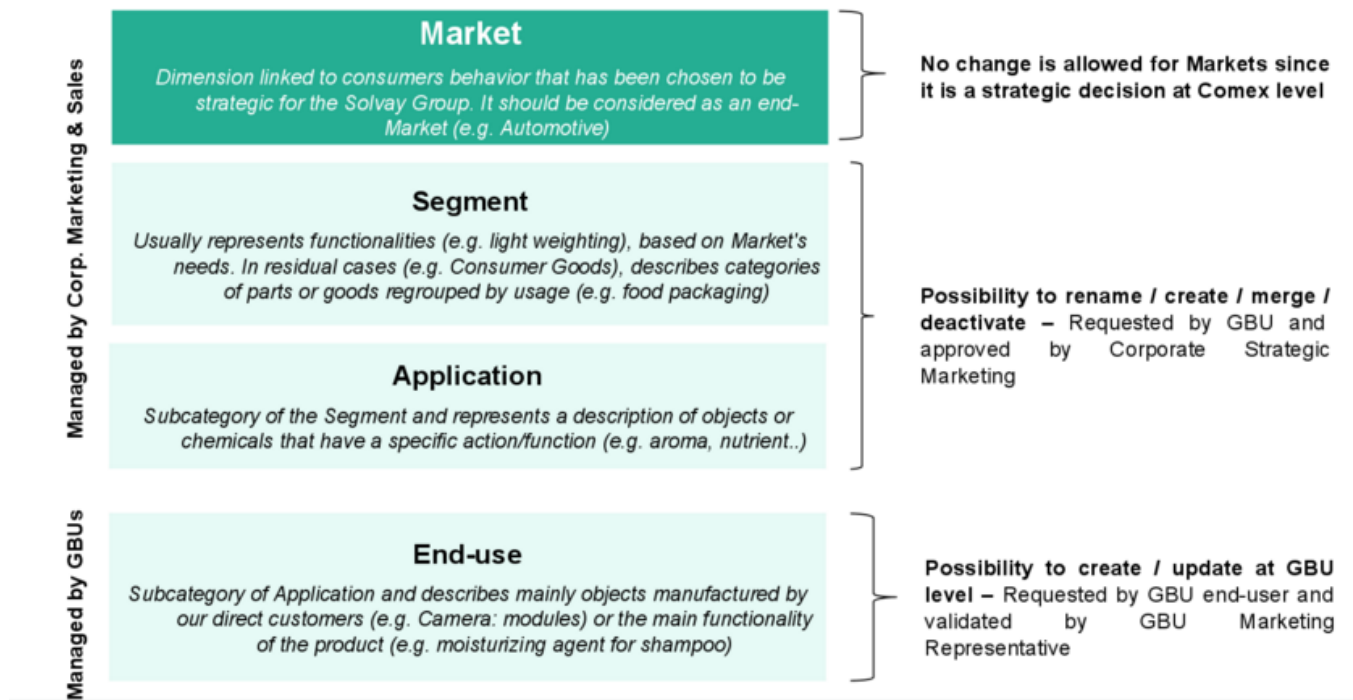 Managed by Corp. Marketing & Sales
Market
Dimension linked to consumers behavior that has been chosen to be
strategic for the Solvay Group. It should be considered as an end-
Market (e.g. Automotive)
No change is allowed for Markets since
it is a strategic decision at Comex level
Segment
Usually represents functionalities (e.g. light weighting), based on Market's
needs. In residual cases (e.g. Consumer Goods), describes categories
of parts or goods regrouped by usage (e.g. food packaging)
Application
Subcategory of the Segment and represents a description of objects or
chemicals that have a specific action/function (e.g. aroma, nutrient..)
Possibility to rename / create / merge /
deactivate – Requested by GBU and
approved by Corporate Strategic
Marketing
Managed by GBUs
End-use
Subcategory of Application and describes mainly objects manufactured by
our direct customers (e.g. Camera: modules) or the main functionality
of the product (e.g. moisturizing agent for shampoo)
Possibility to create / update at GBU
level – Requested by GBU end-user and
validated by GBU Marketing
Representative